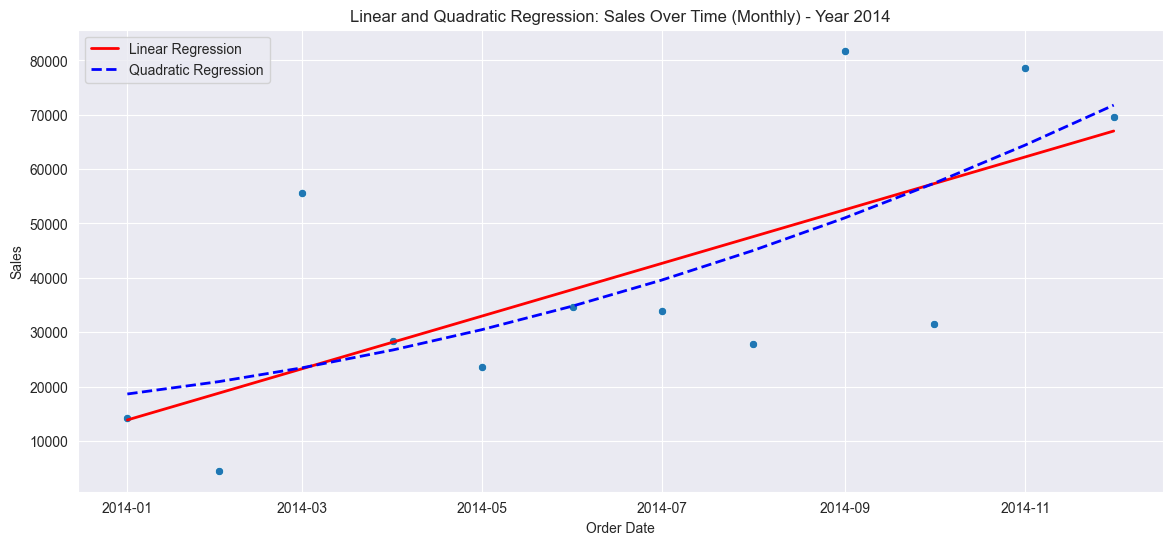 Linear and Quadratic Regression: Sales Over Time (Monthly) - Year 2014
Linear Regression
Quadratic Regression
80000
70000
60000
50000
40000
30000
20000
10000
Sales
2014-01 2014-03 2014-05 2014-07 2014-09 2014-11
Order Date